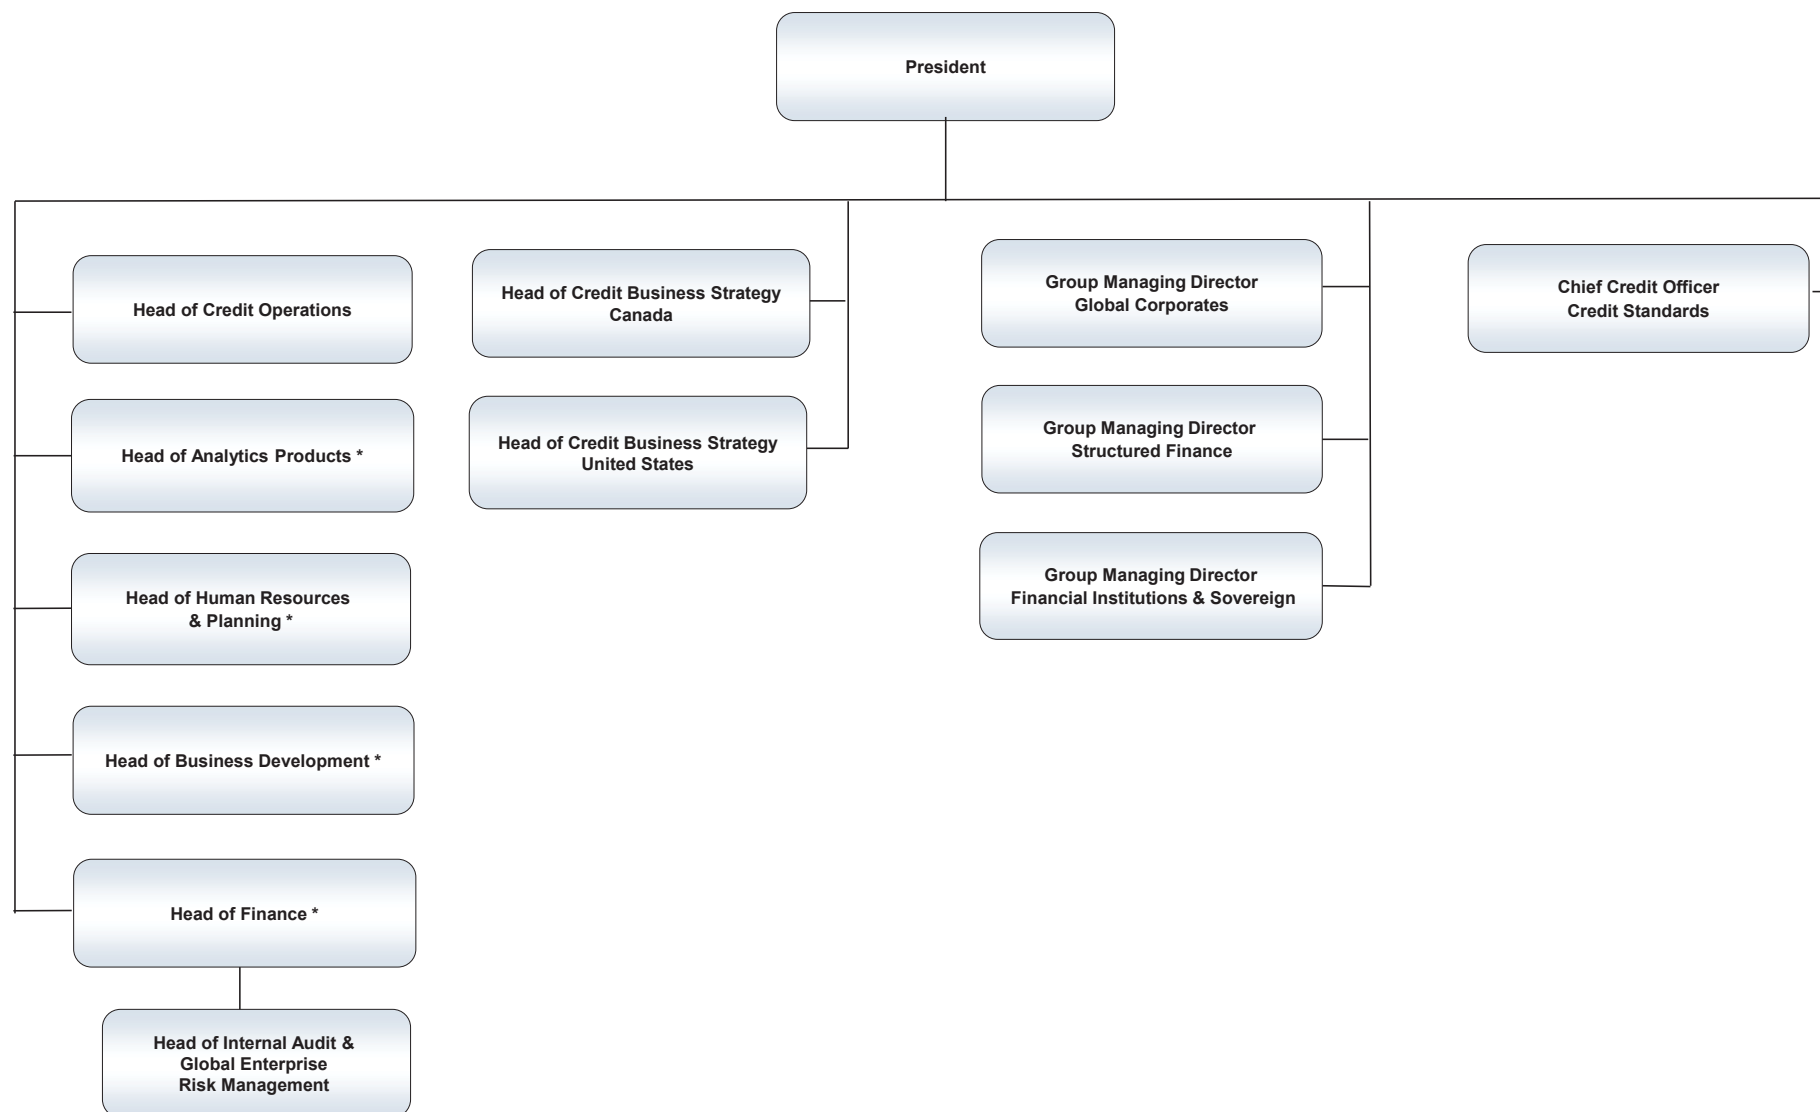 President
Head of Credit Operations
Head of Analytics Products *
Head of Human Resources
& Planning *
Head of Business Development *
Head of Finance *
Head of Internal Audit &
Global Enterprise
Risk Management
Head of Credit Business Strategy
Canada
Head of Credit Business Strategy
United States
Group Managing Director
Global Corporates
Group Managing Director
Structured Finance
Group Managing Director
Financial Institutions & Sovereign
Chief Credit Officer
Credit Standards